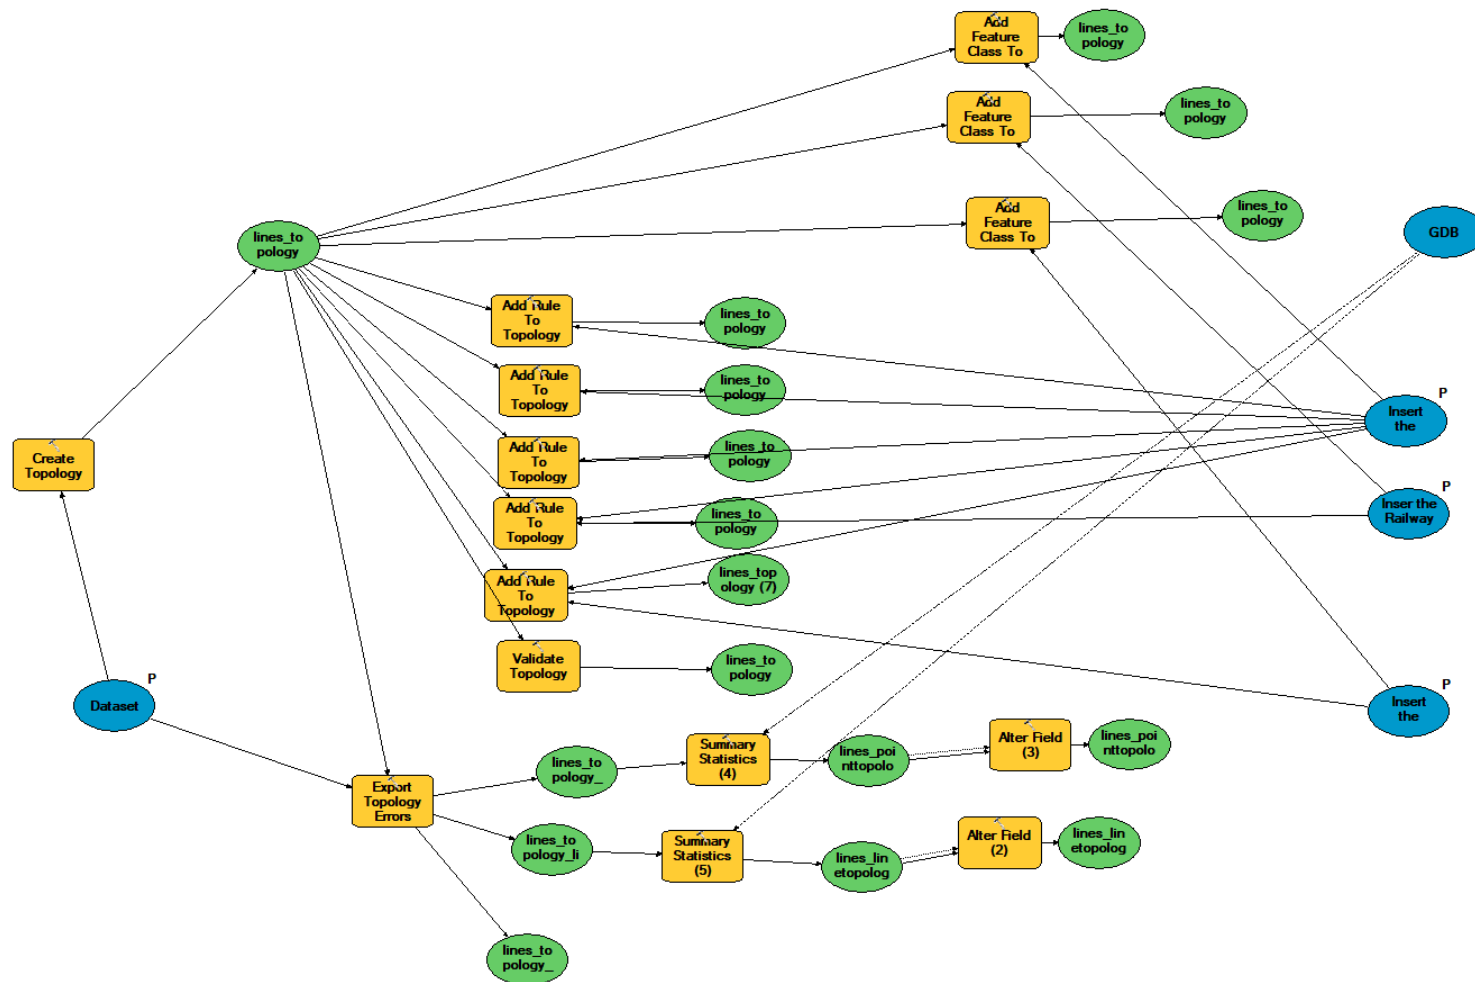 Add
Feature
Class To
lines_to
pology
Add
Feature
Class To
lines_to
pology
Add
Feature
Class To
lines_to
pology
GDB
lines_to
pology
Add Rule
To
Topology
lines_to
pology
Add Rule
To
Topology
lines_to
pology
P
Insert
the
Add Rule
To
Topology
lines_to
pology
Create
Topology
Add Rule
To
Topology
lines_to
pology
P
Inser the
Railway
Add Rule
To
Topology
lines_top
ology (7)
Validate
Topology
lines_to
pology
P
Dataset
P
Insert
the
Export
Topology
Errors
lines_to
pology_
Summary
Statistics
(4)
lines_poi
nttopolo
Alter Field
(3)
lines_poi
nttopolo
lines_to
pology_li
Summary
Statistics
(5)
lines_lin
etopolog
Alter Field
(2)
lines_lin
etopolog
lines_to
pology_